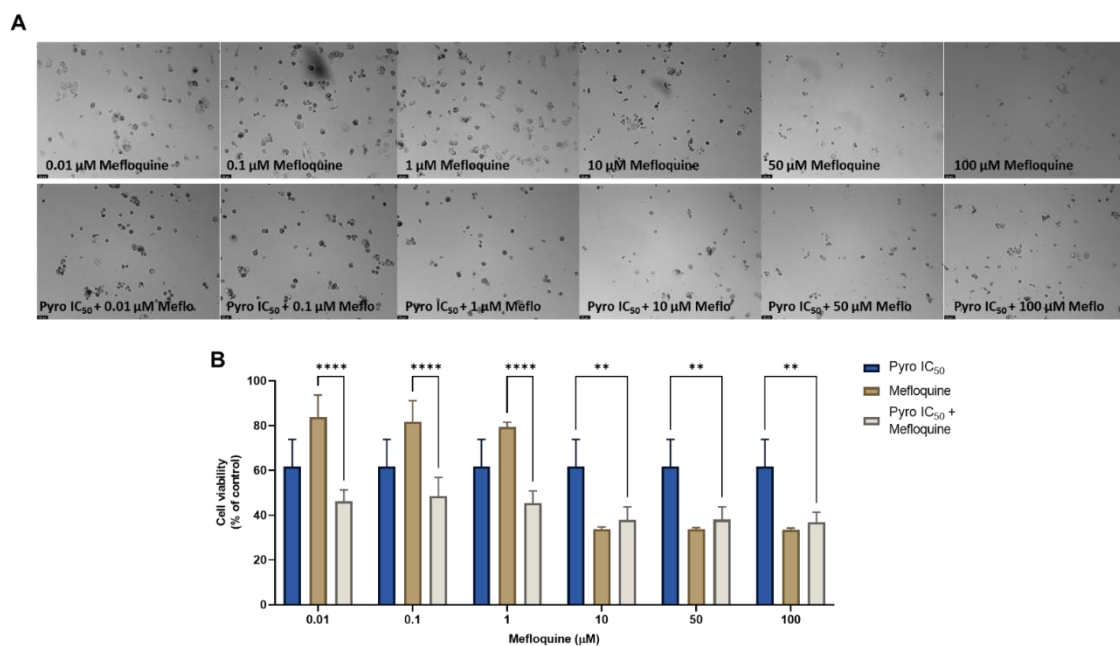 A
0.01 µM Mefloquine
0.1 µM Mefloquine
1 µM Mefloquine
10 µM Mefloquine
50 µM Mefloquine
100 µM Mefloquine
Pyro IC50 + 0.01 µM Meflo
Pyro IC50 + 0.1 µM Meflo
Pyro IC50 + 1 µM Meflo
Pyro IC50 + 10 µM Meflo
Pyro IC50 + 50 µM Meflo
Pyro IC50 + 100 µM Meflo
B
**** **** **** ** ** **
Pyro IC50
Mefloquine
Pyro IC50 +
Mefloquine
Cell viability
(% of control)
100
80
60
40
20
0
0.01 0.1 1 10 50 100
Mefloquine (µM)